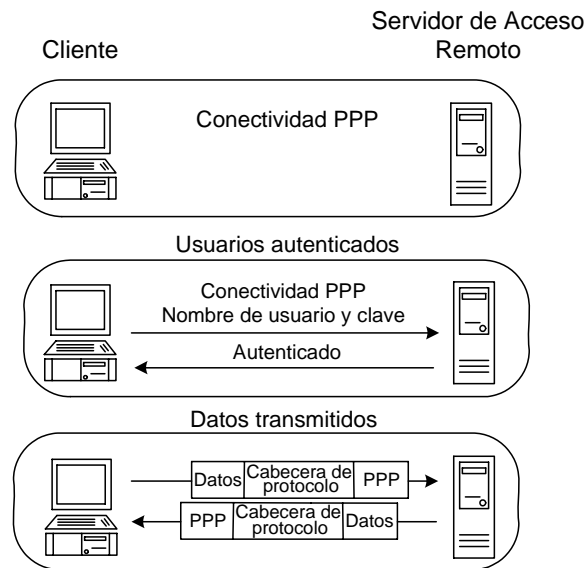 Cliente
Servidor de Acceso
Remoto
Conectividad PPP
Usuarios autenticados
Conectividad PPP
Nombre de usuario y clave
Autenticado
Datos transmitidos
Datos
Cabecera de
protocolo
PPP
PPP
Cabecera de
protocolo
Datos